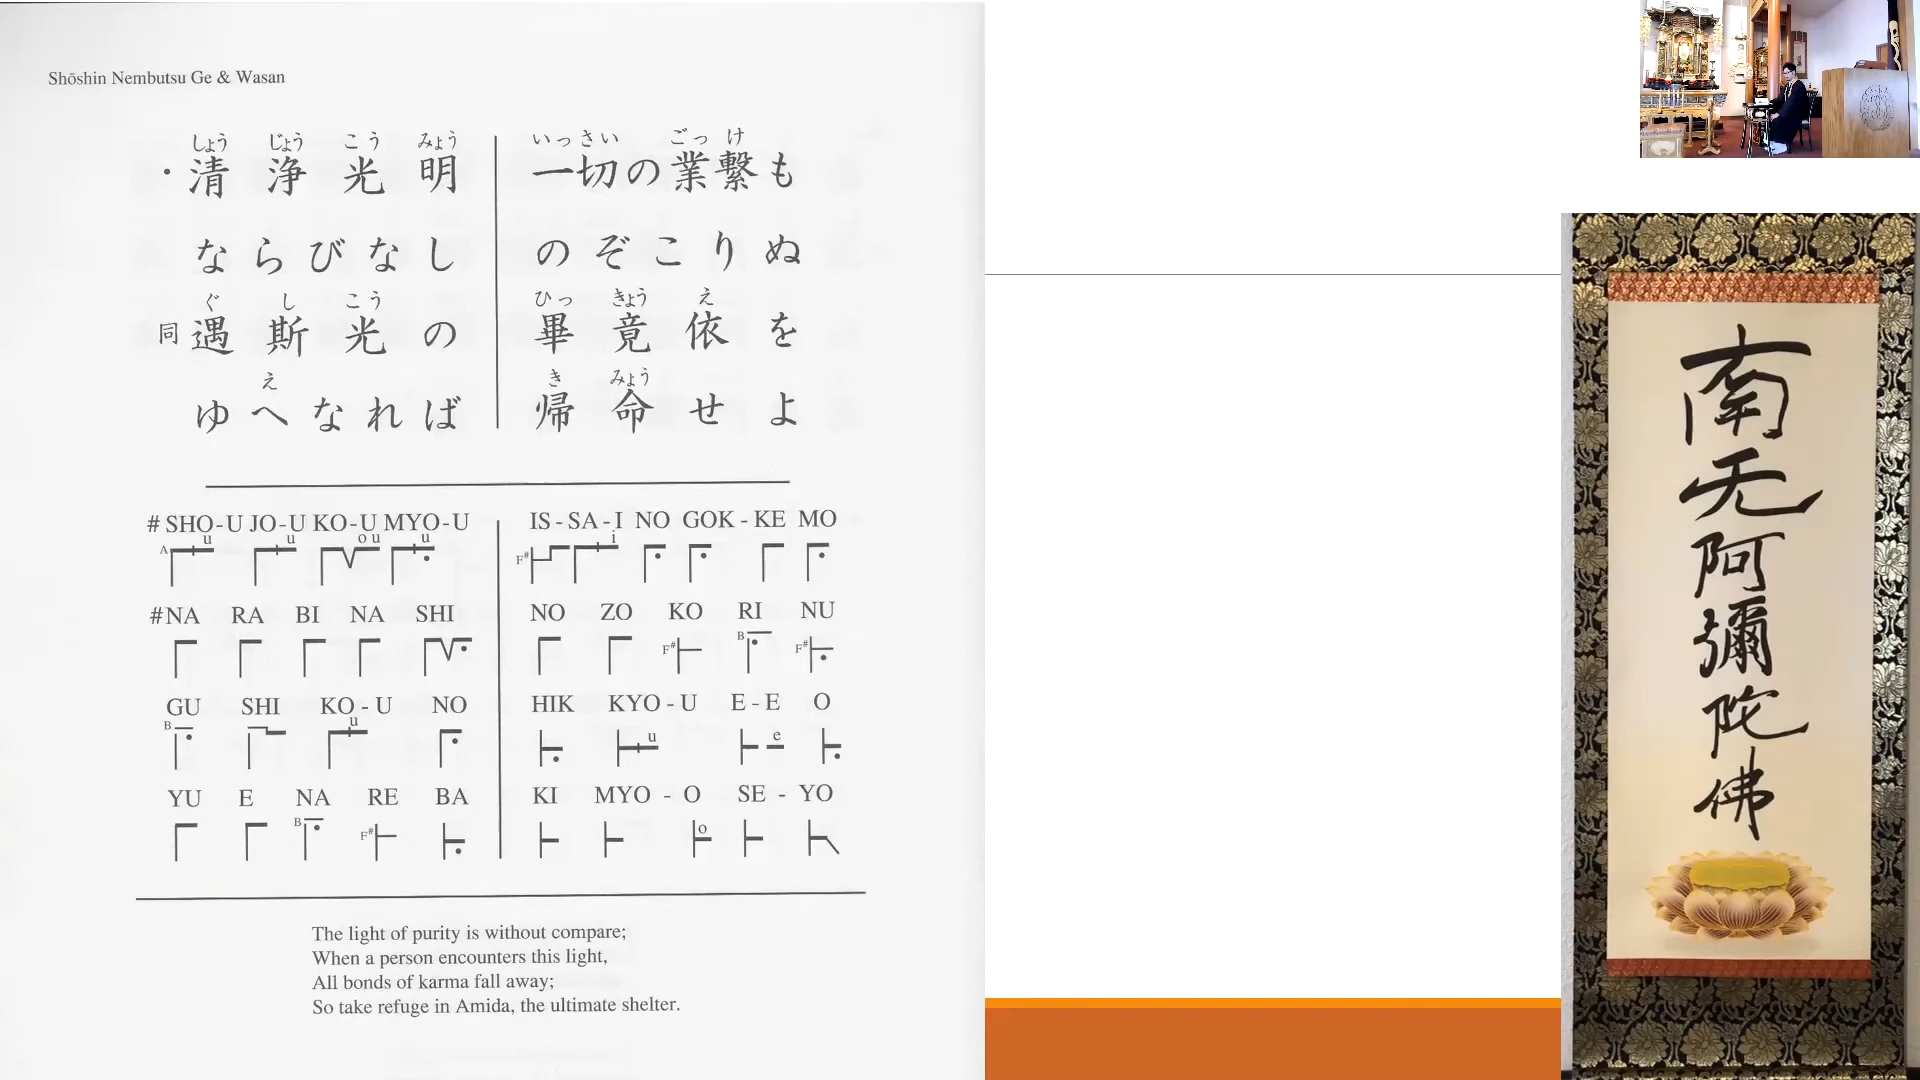 Shōshin Nembutsu Ge & Wasan
しょう じょう こう みょう
・清 浄 光 明
ならびなし
ぐ し こう
同 遇 斯 光 の
え
ゆへなれば
いっさい ごっ け
一切の業繫も
のぞこりぬ
ひっ きょう え
畢 竟 依 を
き みょう
帰 命 せ よ
# SHO-U JO-U KO-U MYO-U
A u u o u u
#NA RA BI NA SHI
GU SHI KO - U NO
B u
YU E NA RE BA
B F#
IS - SA - I NO GOK - KE MO
F# i
NO ZO KO RI NU
F# B F#
HIK KYO - U E - E O
u e
KI MYO - O SE - YO
o
The light of purity is without compare;
When a person encounters this light,
All bonds of karma fall away;
So take refuge in Amida, the ultimate shelter.
南无阿彌陀佛